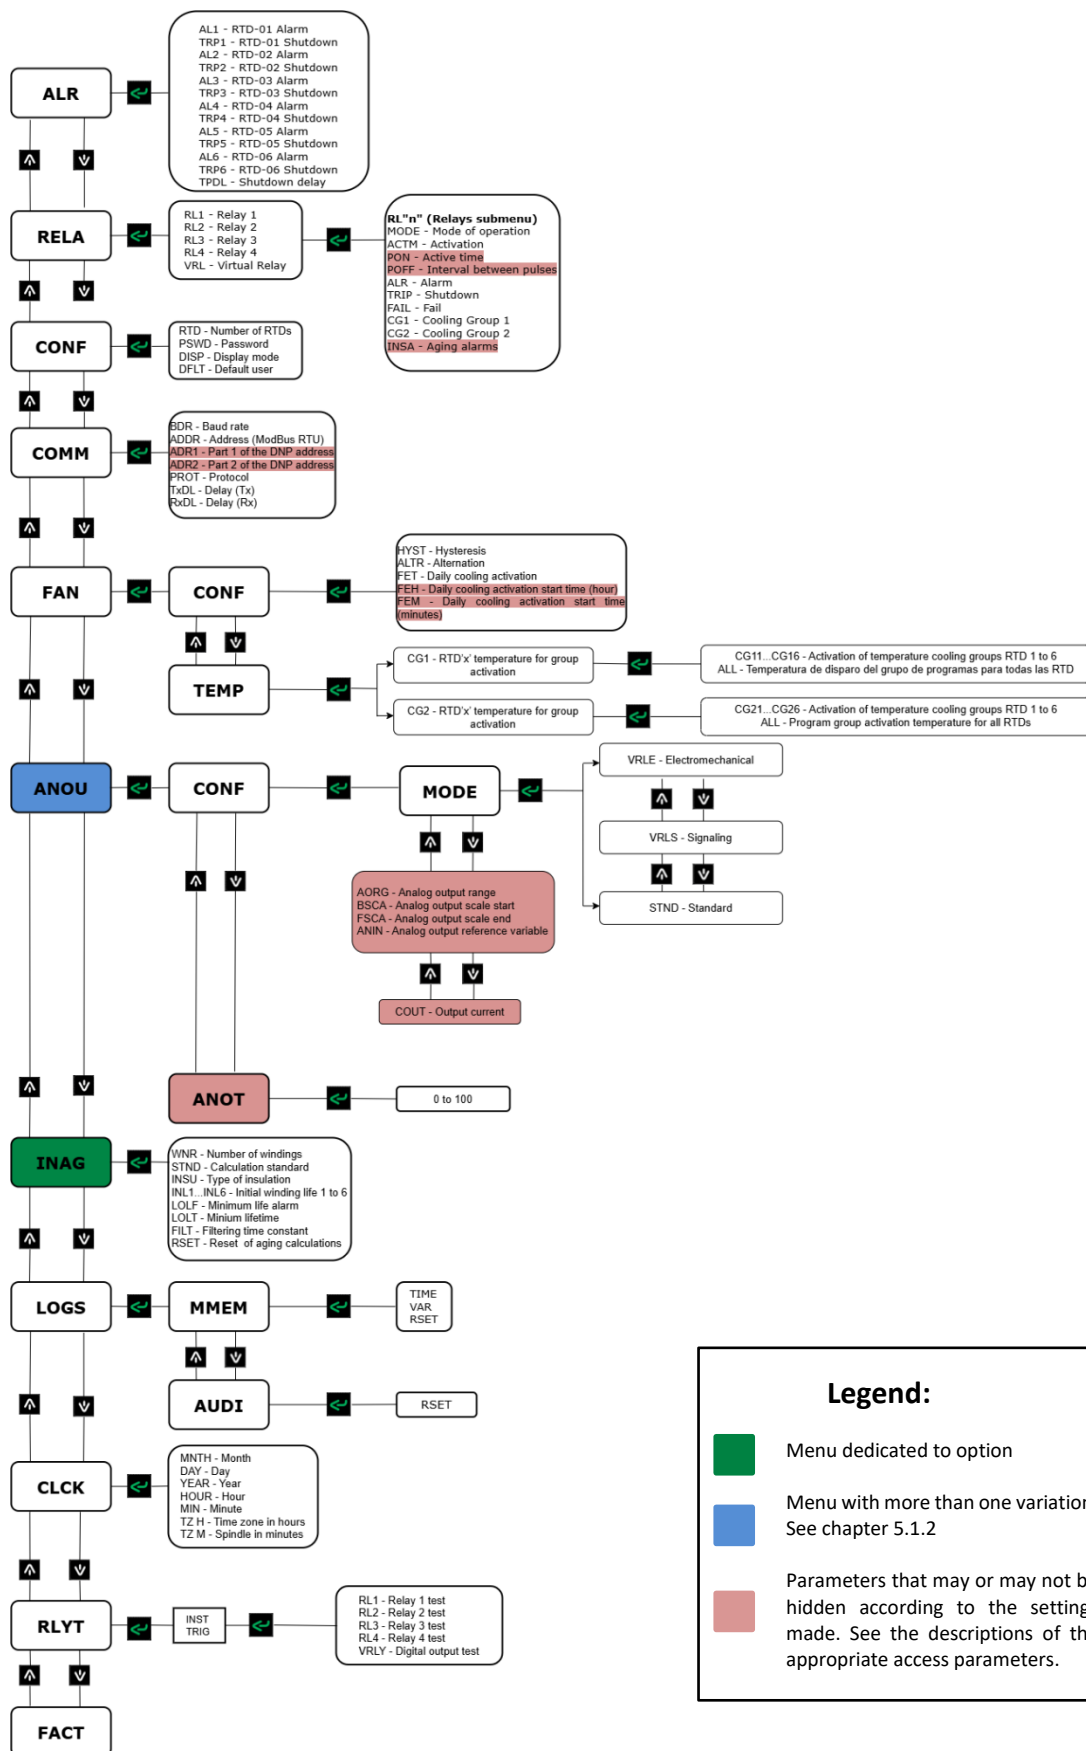 ALR
AL1 - RTD-01 Alarm
TRP1 - RTD-01 Shutdown
AL2 - RTD-02 Alarm
TRP2 - RTD-02 Shutdown
AL3 - RTD-03 Alarm
TRP3 - RTD-03 Shutdown
AL4 - RTD-04 Alarm
TRP4 - RTD-04 Shutdown
AL5 - RTD-05 Alarm
TRP5 - RTD-05 Shutdown
AL6 - RTD-06 Alarm
TRP6 - RTD-06 Shutdown
TPDL - Shutdown delay
RELA
RL1 - Relay 1
RL2 - Relay 2
RL3 - Relay 3
RL4 - Relay 4
VRL - Virtual Relay
RL"n" (Relays submenu)
MODE - Mode of operation
ACTM - Activation
PON - Active time
POFF - Interval between pulses
ALR - Alarm
TRIP - Shutdown
FAIL - Fail
CG1 - Cooling Group 1
CG2 - Cooling Group 2
INSA - Aging alarms
CONF
RTD - Number of RTDs
PSWD - Password
DISP - Display mode
DFLT - Default user
COMM
BDR - Baud rate
ADDR - Address (ModBus RTU)
ADR1 - Part 1 of the DNP address
ADR2 - Part 2 of the DNP address
PROT - Protocol
TxDL - Delay (Tx)
RxDL - Delay (Rx)
FAN
CONF
HYST - Hysteresis
ALTR - Alternation
FET - Daily cooling activation
FEH - Daily cooling activation start time (hour)
FEM - Daily cooling activation start time
(minutes)
TEMP
CG1 - RTD'x' temperature for group
activation
CG11...CG16 - Activation of temperature cooling groups RTD 1 to 6
ALL - Temperatura de disparo del grupo de programas para todas las RTD
CG2 - RTD'x' temperature for group
activation
CG21...CG26 - Activation of temperature cooling groups RTD 1 to 6
ALL - Program group activation temperature for all RTDs
ANOU
CONF
MODE
VRLE - Electromechanical
VRLS - Signaling
STND - Standard
AORG - Analog output range
BSCA - Analog output scale start
FSCA - Analog output scale end
ANIN - Analog output reference variable
COUT - Output current
ANOT
0 to 100
INAG
WNR - Number of windings
STND - Calculation standard
INSU - Type of insulation
INL1...INL6 - Initial winding life 1 to 6
LOLF - Minimum life alarm
LOLT - Minium lifetime
FILT - Filtering time constant
RSET - Reset of aging calculations
LOGS
MMEM
TIME
VAR
RSET
AUDI
RSET
CLCK
MNTH - Month
DAY - Day
YEAR - Year
HOUR - Hour
MIN - Minute
TZ H - Time zone in hours
TZ M - Spindle in minutes
RLYT
INST
TRIG
RL1 - Relay 1 test
RL2 - Relay 2 test
RL3 - Relay 3 test
RL4 - Relay 4 test
VRLY - Digital output test
FACT
Legend:
Menu dedicated to option
Menu with more than one variation
See chapter 5.1.2
Parameters that may or may not b
hidden according to the setting
made. See the descriptions of th
appropriate access parameters.